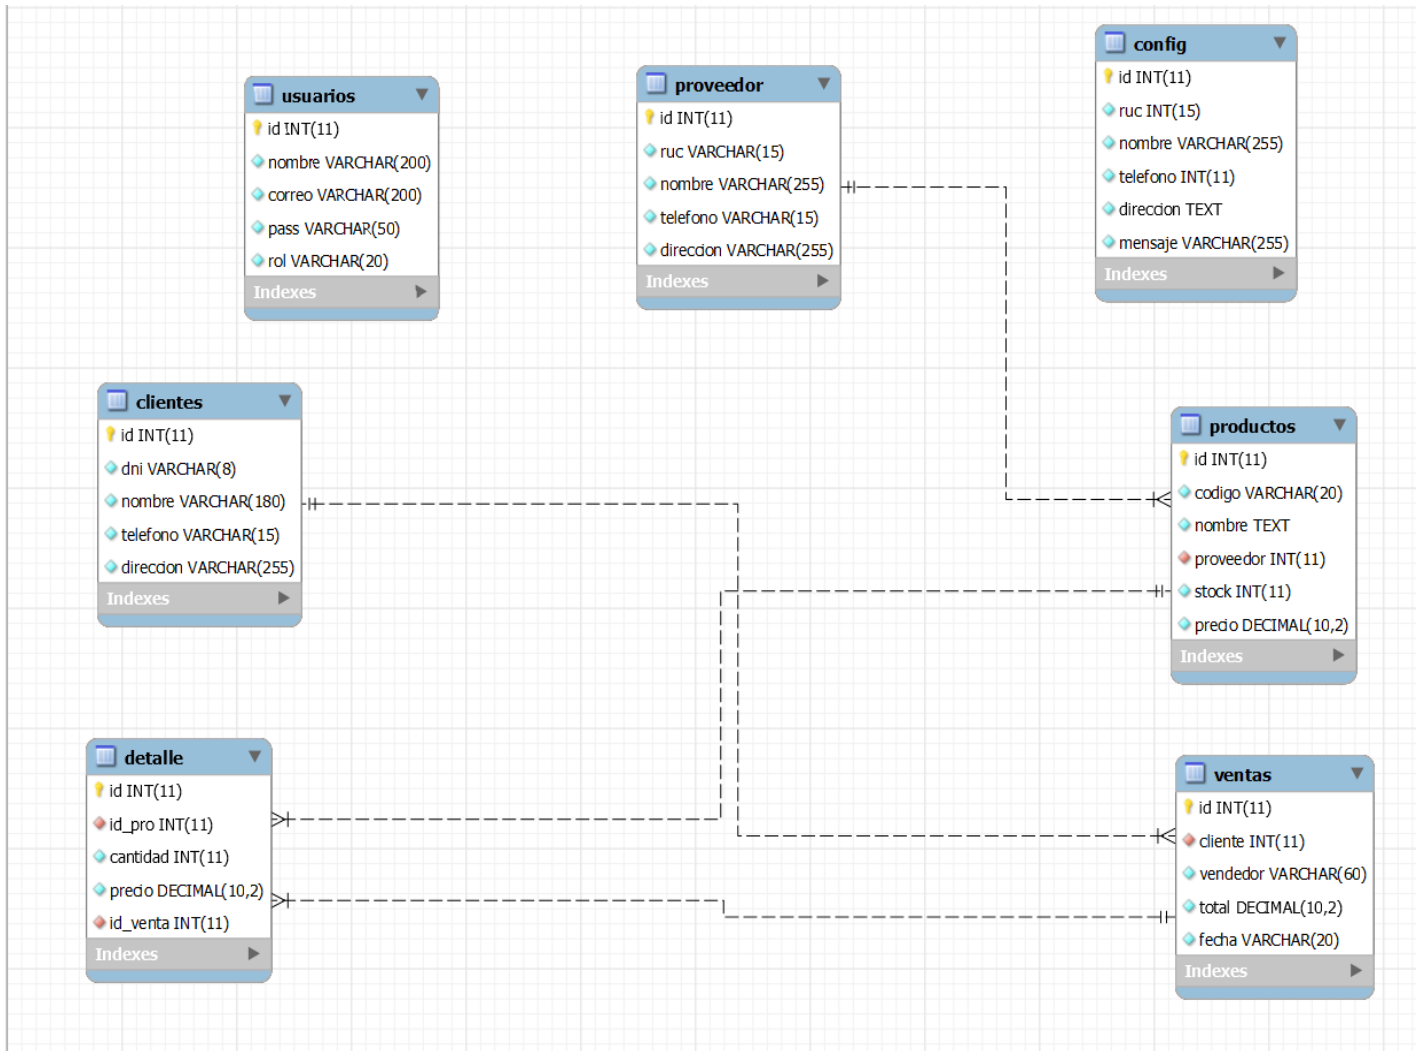 usuarios
id INT(11)
nombre VARCHAR(200)
correo VARCHAR(200)
pass VARCHAR(50)
rol VARCHAR(20)
Indexes
proveedor
id INT(11)
ruc VARCHAR(15)
nombre VARCHAR(255)
telefono VARCHAR(15)
direccion VARCHAR(255)
Indexes
config
id INT(11)
ruc INT(15)
nombre VARCHAR(255)
telefono INT(11)
direccion TEXT
mensaje VARCHAR(255)
Indexes
clientes
id INT(11)
dni VARCHAR(8)
nombre VARCHAR(180)
telefono VARCHAR(15)
direccion VARCHAR(255)
Indexes
productos
id INT(11)
codigo VARCHAR(20)
nombre TEXT
proveedor INT(11)
stock INT(11)
precio DECIMAL(10,2)
Indexes
detalle
id INT(11)
id_pro INT(11)
cantidad INT(11)
precio DECIMAL(10,2)
id_venta INT(11)
Indexes
ventas
id INT(11)
cliente INT(11)
vendedor VARCHAR(60)
total DECIMAL(10,2)
fecha VARCHAR(20)
Indexes